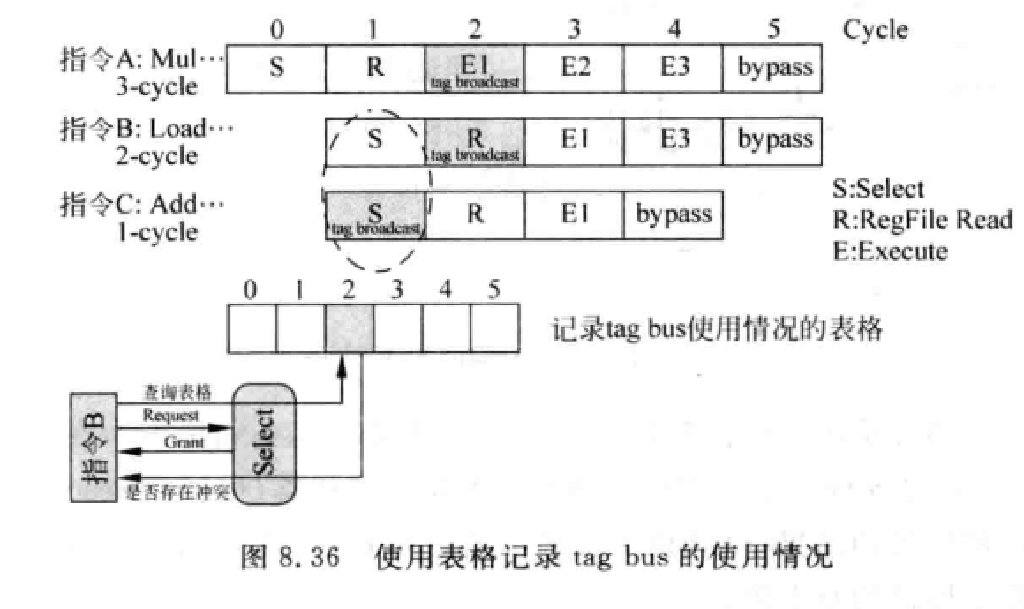 0 1 2 3 4 5 Cycle
指令A: Mul··· S R E1 E2 E3 bypass
3-cycle tag broadcast
指令B: Load··· S R E1 E3 bypass
2-cycle tag broadcast
指令C: Add··· S R E1 bypass
1-cycle tag broadcast
S:Select
R:RegFile Read
E:Execute
0 1 2 3 4 5
记录tag bus使用情况的表格
查询表格
Request
Grant
是否存在冲突
指令B
Select
图 8.36 使用表格记录 tag bus 的使用情况